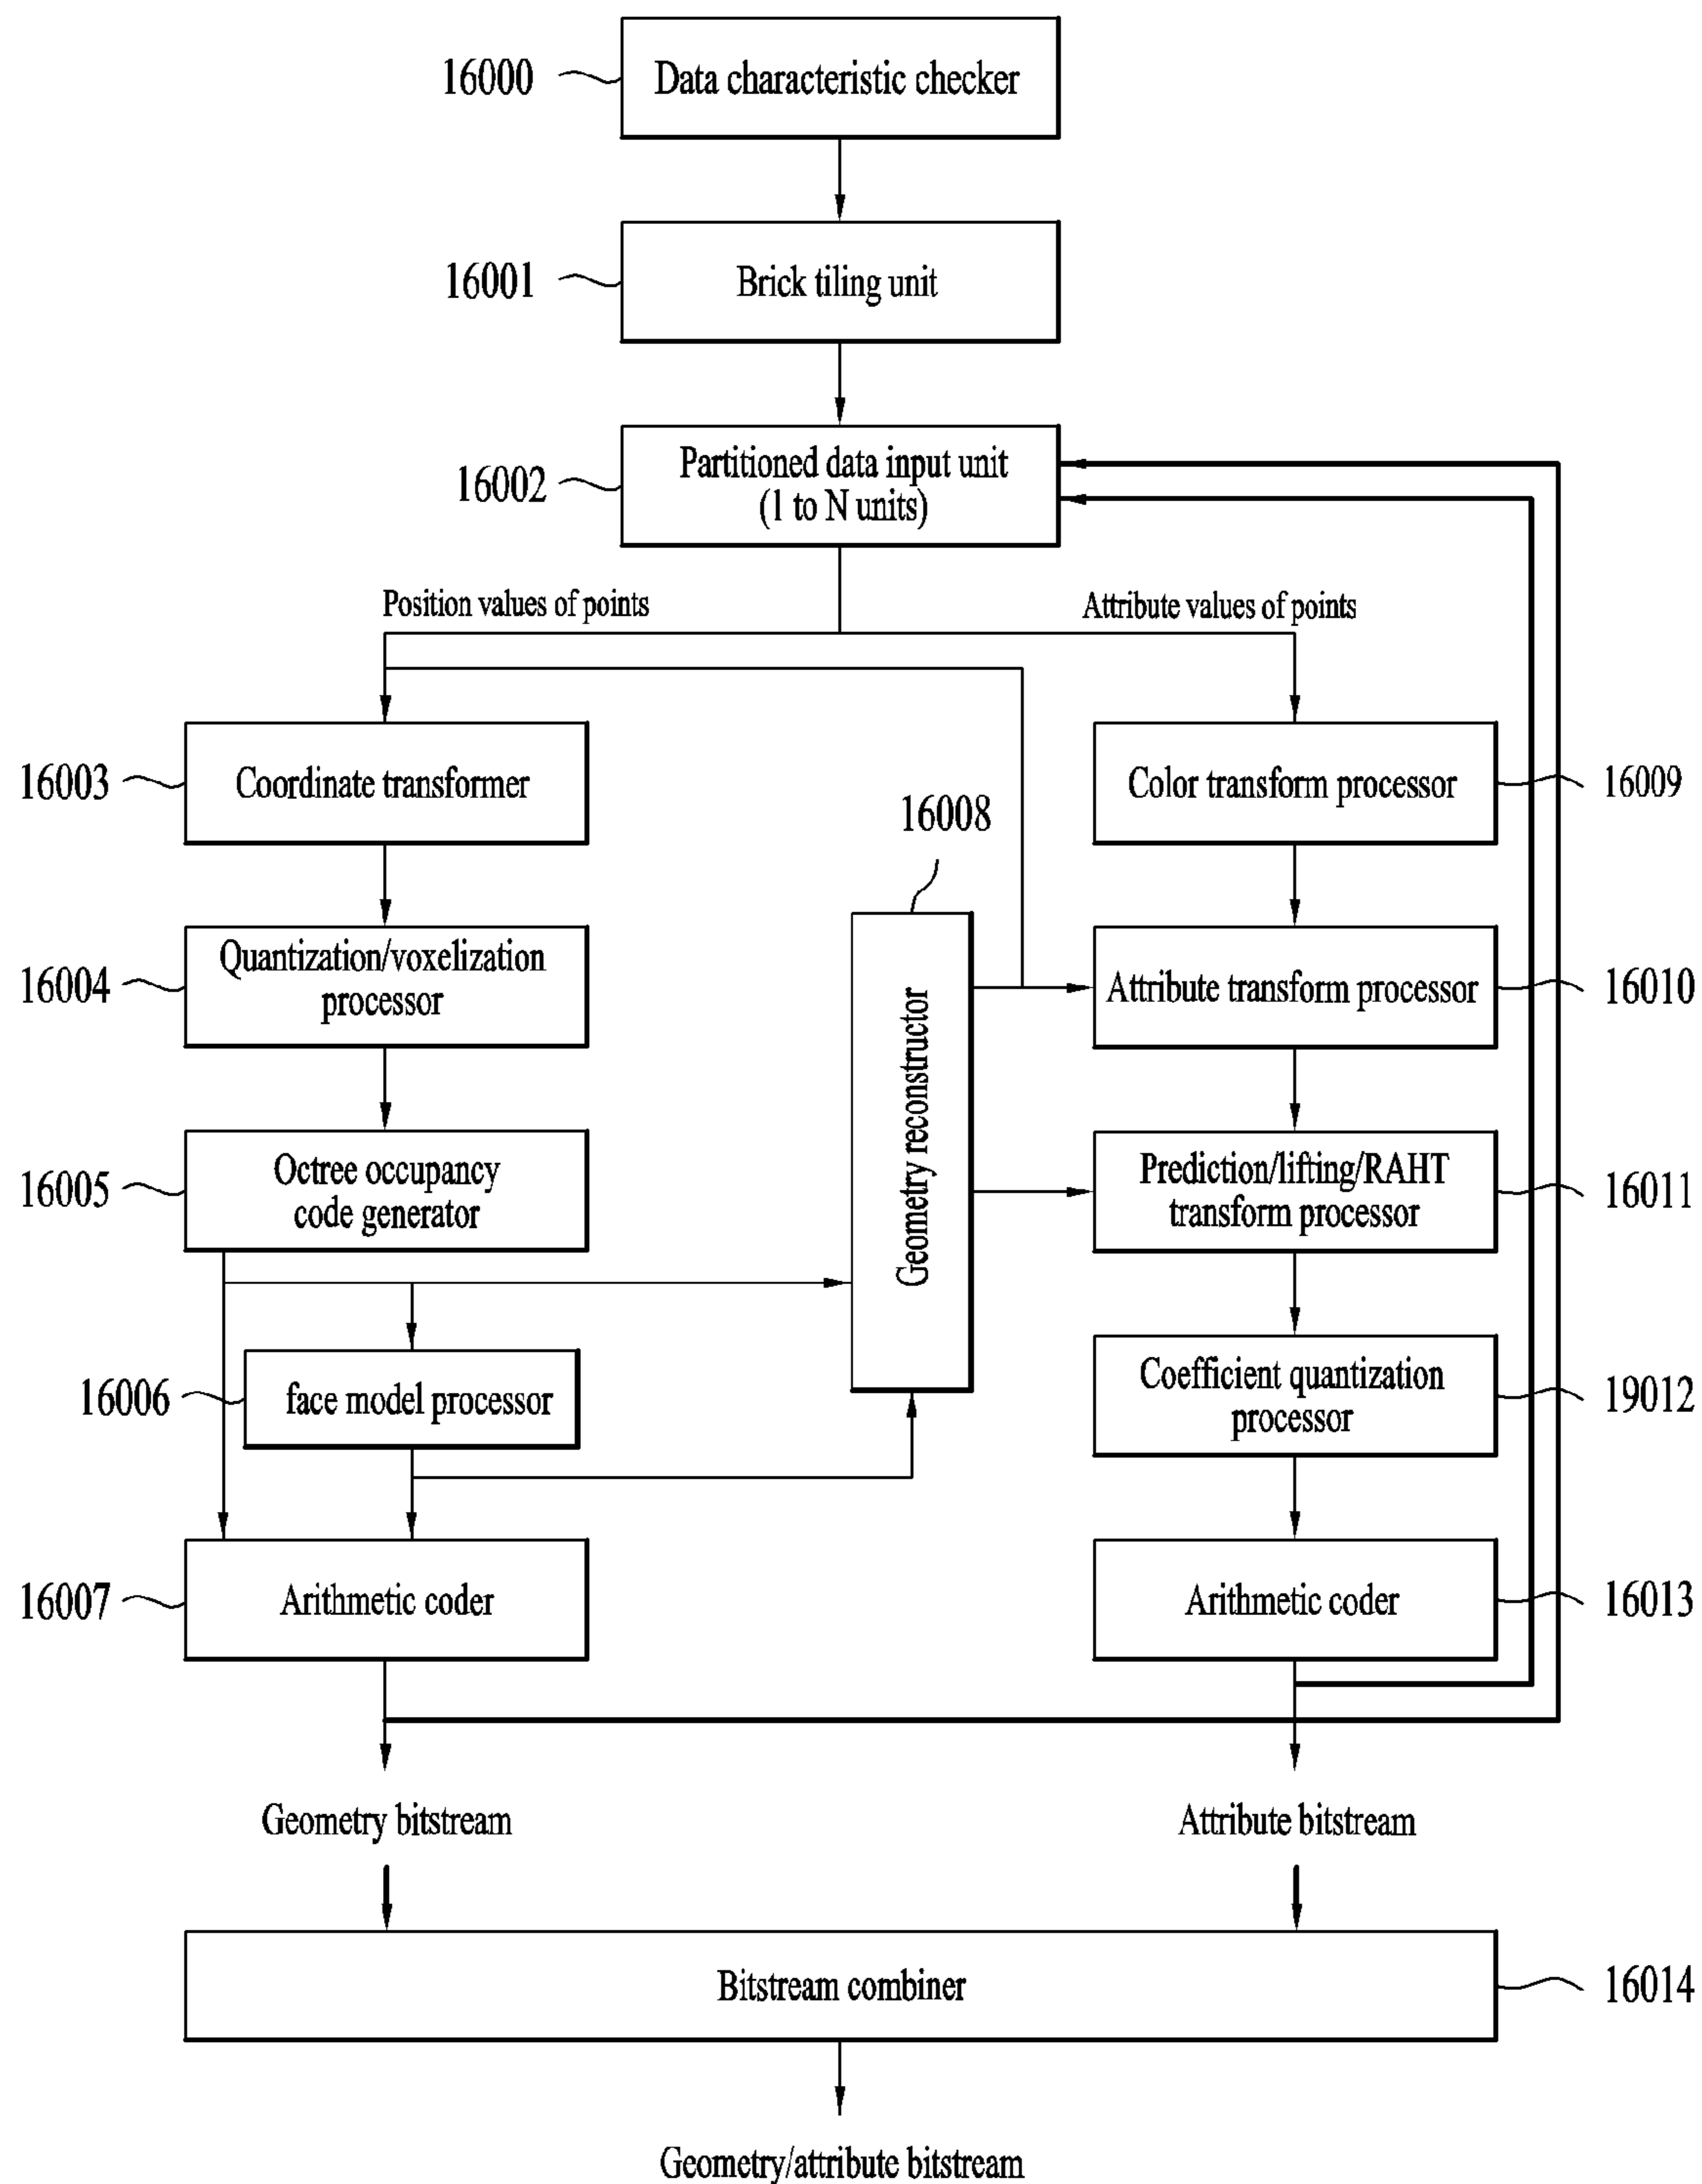 16000
Data characteristic checker
16001
Brick tiling unit
16002
Partitioned data input unit
(1 to N units)
Position values of points
Attribute values of points
16003
Coordinate transformer
16008
Color transform processor
16009
16004
Quantization/voxelization
processor
Geometry reconstructor
Attribute transform processor
16010
16005
Octree occupancy
code generator
Prediction/lifting/RAHT
transform processor
16011
16006
face model processor
Coefficient quantization
processor
19012
16007
Arithmetic coder
Arithmetic coder
16013
Geometry bitstream
Attribute bitstream
Bitstream combiner
16014
Geometry/attribute bitstream